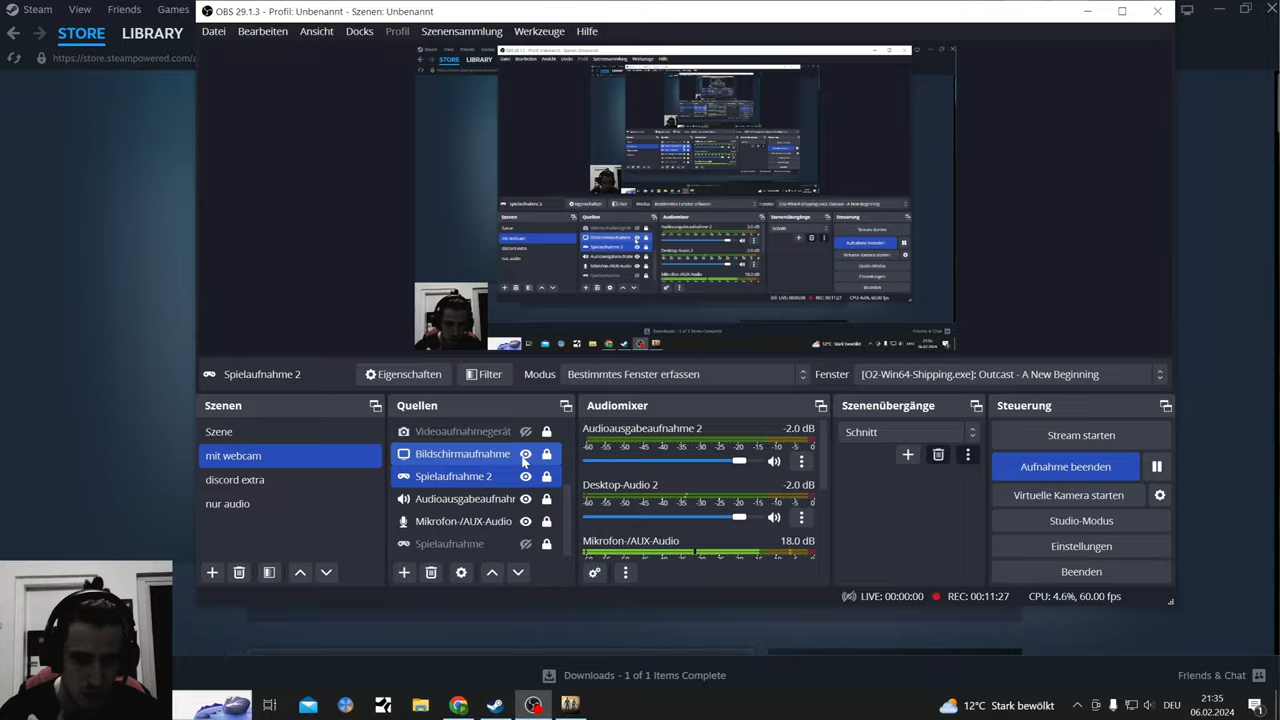 Steam View Friends Games
STORE LIBRARY
https://store.steampowered.com/a
OBS 29.1.3 - Profil: Unbenannt - Szenen: Unbenannt
Datei Bearbeiten Ansicht Docks Profil Szenensammlung Werkzeuge Hilfe
STORE LIBRARY
Spielaufnahme 2 Eigenschaften Filter Modus Bestimmtes Fenster erfassen Fenster [O2-Win64-Shipping.exe]: Outcast - A New Beginning
Szenen
Szene
mit webcam
discord extra
nur audio
Quellen
Videoaufnahmegerät
Bildschirmaufnahme
Spielaufnahme 2
Audioausgabeaufnahr
Mikrofon-/AUX-Audio
Spielaufnahme
Audiomixer
Audioausgabeaufnahme 2 -2.0 dB
-60 -55 -50 -45 -40 -35 -30 -25 -20 -15 -10 -5 0
Desktop-Audio 2 -2.0 dB
-60 -55 -50 -45 -40 -35 -30 -25 -20 -15 -10 -5 0
Mikrofon-/AUX-Audio 18.0 dB
Szenenübergänge
Schnitt
Steuerung
Stream starten
Aufnahme beenden
Virtuelle Kamera starten
Studio-Modus
Einstellungen
Beenden
LIVE: 00:00:00 REC: 00:11:27 CPU: 4.6%, 60.00 fps
Downloads - 1 of 1 Items Complete
Friends & Chat
12°C Stark bewölkt
DEU
21:35
06.02.2024
1